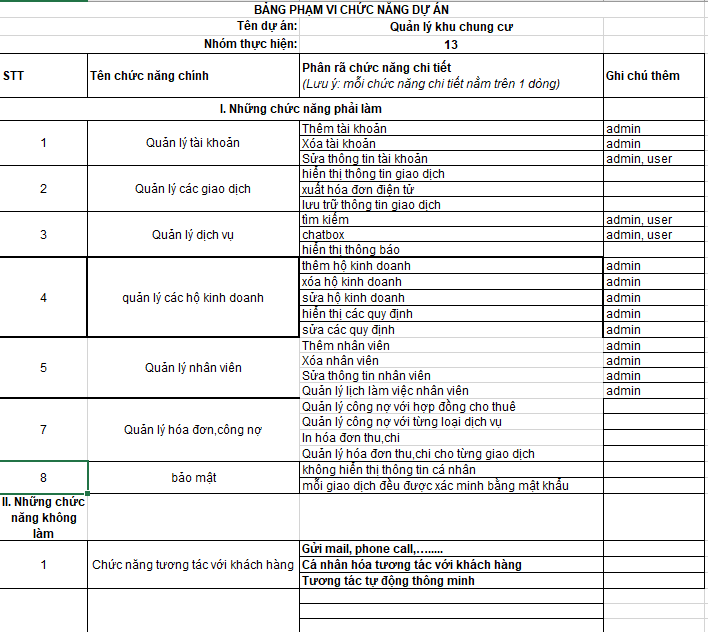 BẢNG PHẠM VI CHỨC NĂNG DỰ ÁN
Tên dự án: Quản lý khu chung cư
Nhóm thực hiện: 13
STT Tên chức năng chính Phân rã chức năng chi tiết Ghi chú thêm
(Lưu ý: mỗi chức năng chi tiết nằm trên 1 dòng)
I. Những chức năng phải làm
1 Quản lý tài khoản
Thêm tài khoản admin
Xóa tài khoản admin
Sửa thông tin tài khoản admin, user
2 Quản lý các giao dịch
hiển thị thông tin giao dịch
xuất hóa đơn điện tử
lưu trữ thông tin giao dịch
3 Quản lý dịch vụ
tìm kiếm admin, user
chatbox admin, user
hiển thị thông báo
4 quản lý các hộ kinh doanh
thêm hộ kinh doanh admin
xóa hộ kinh doanh admin
sửa hộ kinh doanh admin
hiển thị các quy định admin
sửa các quy định admin
5 Quản lý nhân viên
Thêm nhân viên admin
Xóa nhân viên admin
Sửa thông tin nhân viên admin
Quản lý lịch làm việc nhân viên admin
7 Quản lý hóa đơn,công nợ
Quản lý công nợ với hợp đồng cho thuê
Quản lý công nợ với từng loại dịch vụ
In hóa đơn thu,chi
Quản lý hóa đơn thu,chi cho từng giao dịch
8 bảo mật
không hiển thị thông tin cá nhân
mỗi giao dịch đều được xác minh bằng mật khẩu
II. Những chức
năng không
làm
1 Chức năng tương tác với khách hàng
Gửi mail, phone call,…....
Cá nhân hóa tương tác với khách hàng
Tương tác tự động thông minh